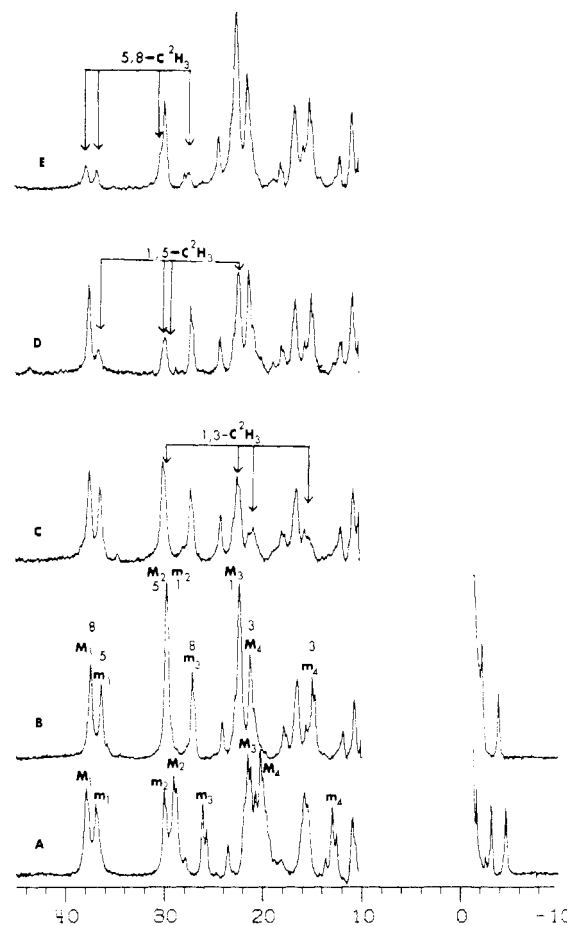 5,8-C²H₃
E
1,5-C²H₃
D
1,3-C²H₃
C
M₂ m₂ M₃
5 1 1
8 3
M₁ 5 8 M₄ 3
m₁ m₃ m₄
B
M₃
M₁ m₂ M₂ M₄
m₁ m₃ m₄
A
40 30 20 10 0 -10